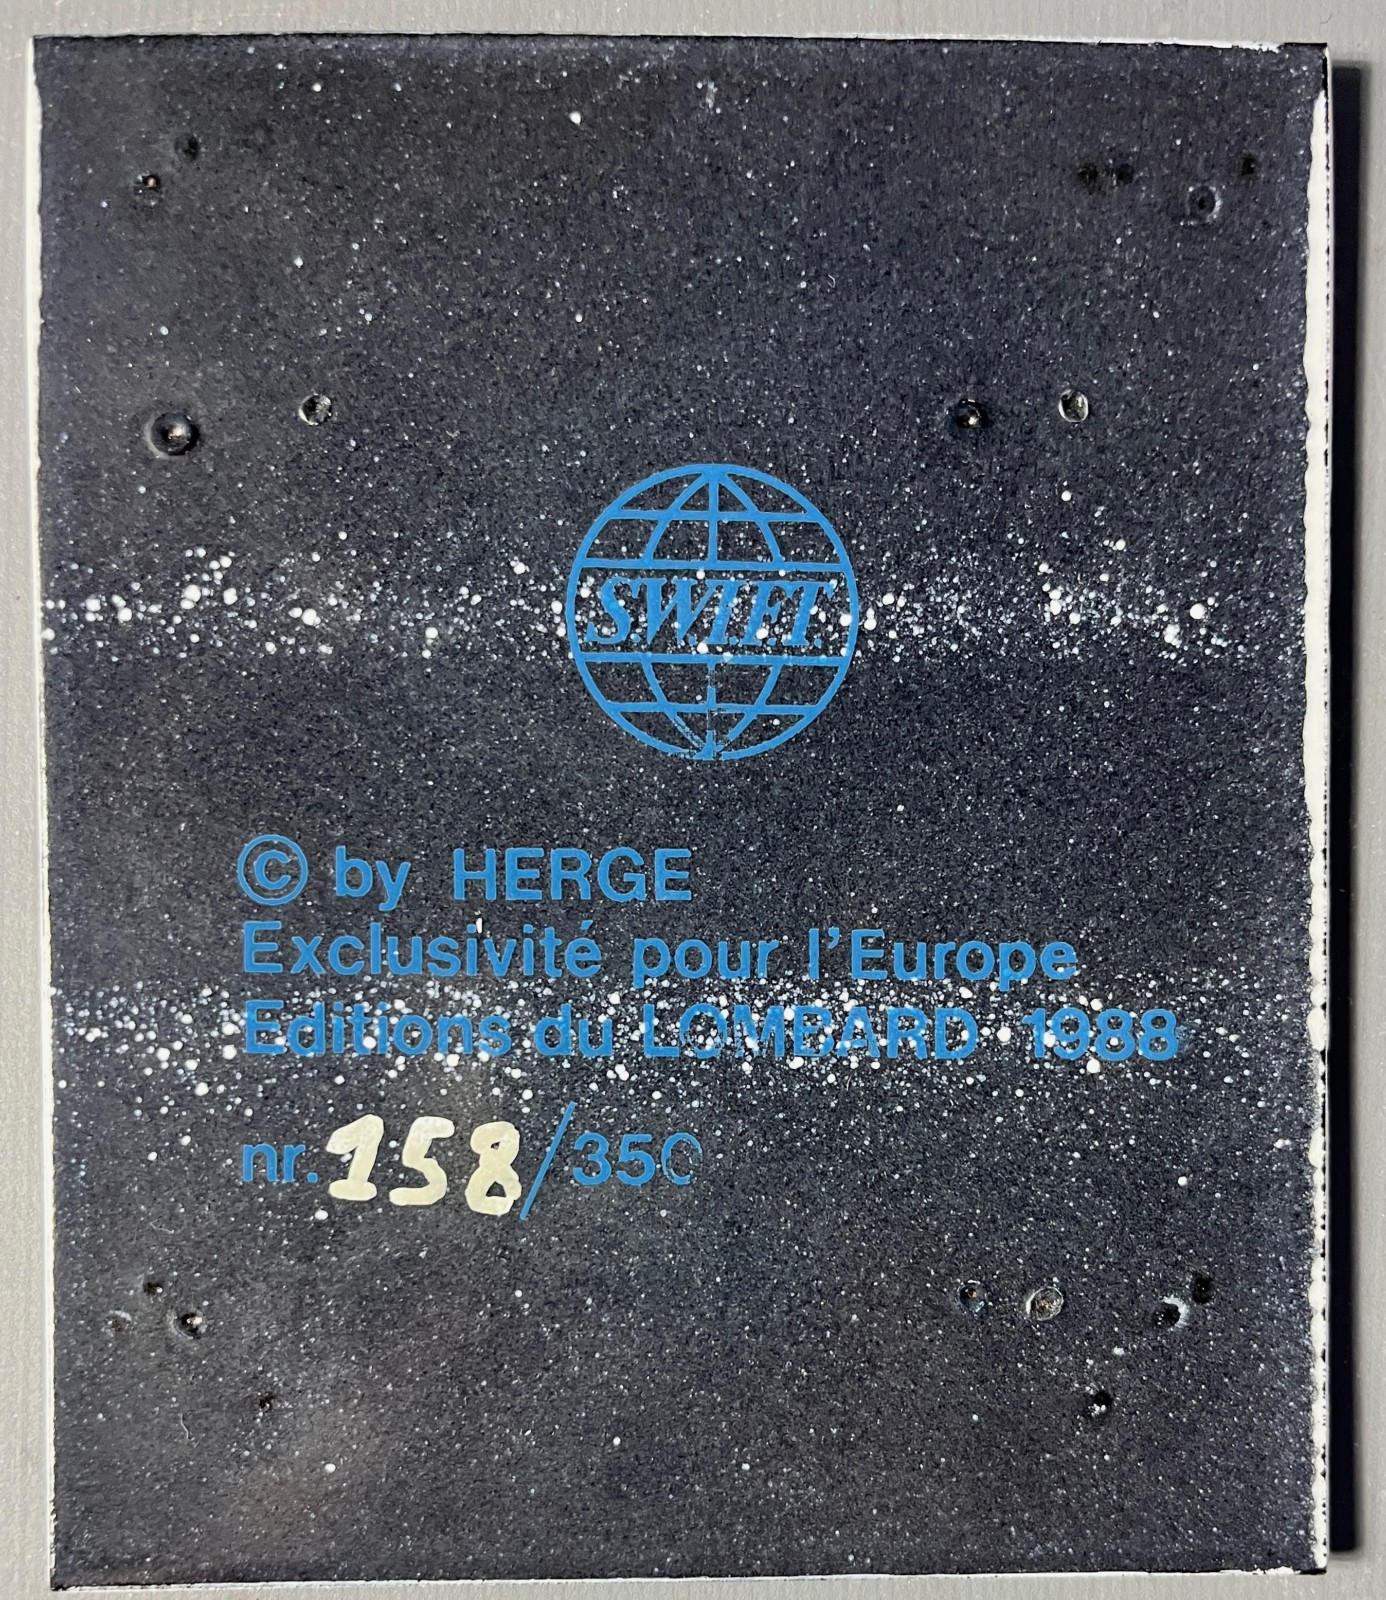 S.W.I.F.T.
© by HERGE
Exclusivité pour l'Europe
Editions du LOMBARD 1988
nr. 158/350